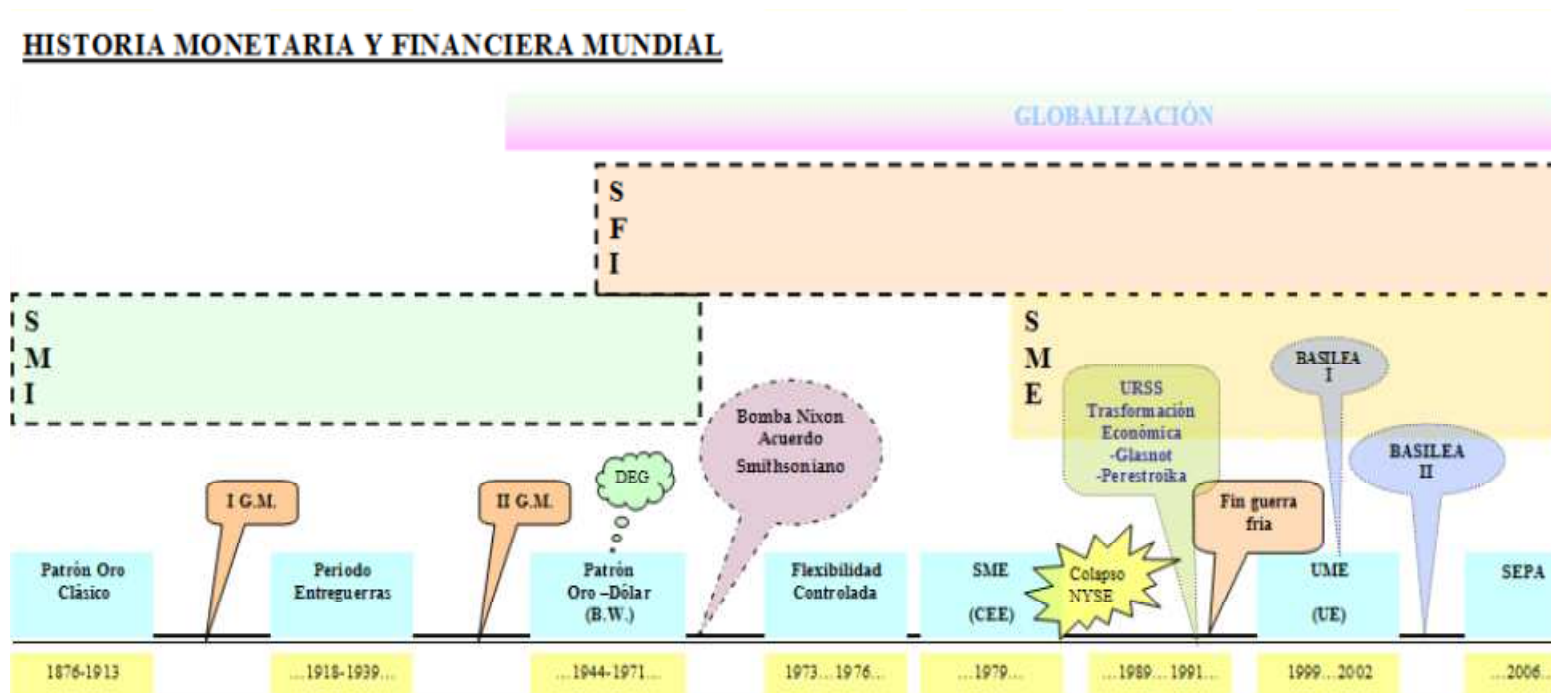 HISTORIA MONETARIA Y FINANCIERA MUNDIAL
GLOBALIZACIÓN
S
F
I
S
M
I
S
M
E
Bomba Nixon
Acuerdo
Smithsoniano
URSS
Trasformación
Económica
-Glasnot
-Perestroika
BASILEA
I
BASILEA
II
DEG
I G.M.
II G.M.
Fin guerra
fria
Colapso
NYSE
Patrón Oro
Clàsico
Periodo
Entreguerras
Patrón
Oro –Dólar
(B.W.)
Flexibilidad
Controlada
SME
(CEE)
UME
(UE)
SEPA
1876-1913
…1918-1939…
…1944-1971…
1973…1976…
…1979…
…1989…1991…
1999…2002
…2006…